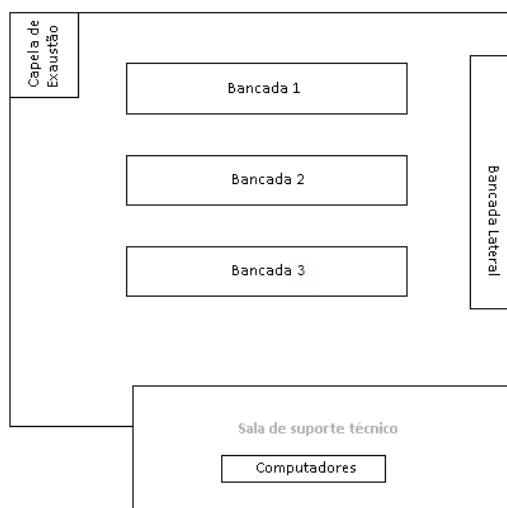 Capela de
Exaustão
Bancada 1
Bancada 2
Bancada 3
Bancada Lateral
Sala de suporte técnico
Computadores